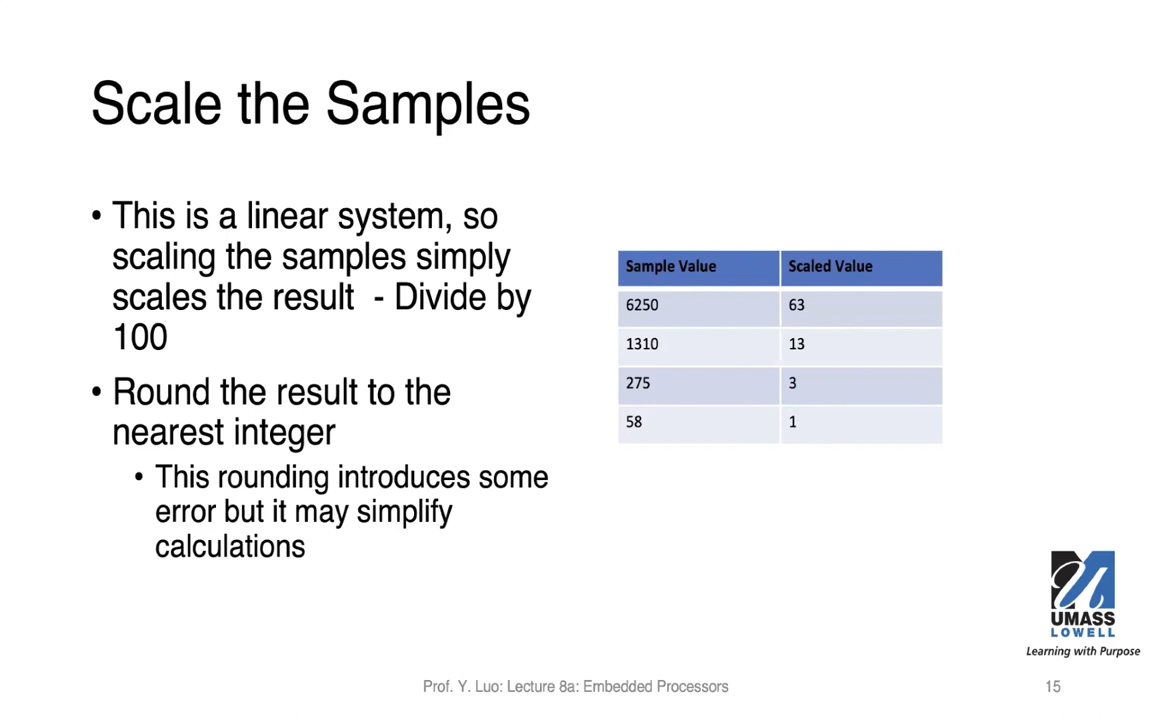 Scale the Samples
• This is a linear system, so
scaling the samples simply
scales the result - Divide by
100
• Round the result to the
nearest integer
• This rounding introduces some
error but it may simplify
calculations
Sample Value Scaled Value
6250 63
1310 13
275 3
58 1
UMASS
LOWELL
Learning with Purpose
Prof. Y. Luo: Lecture 8a: Embedded Processors
15